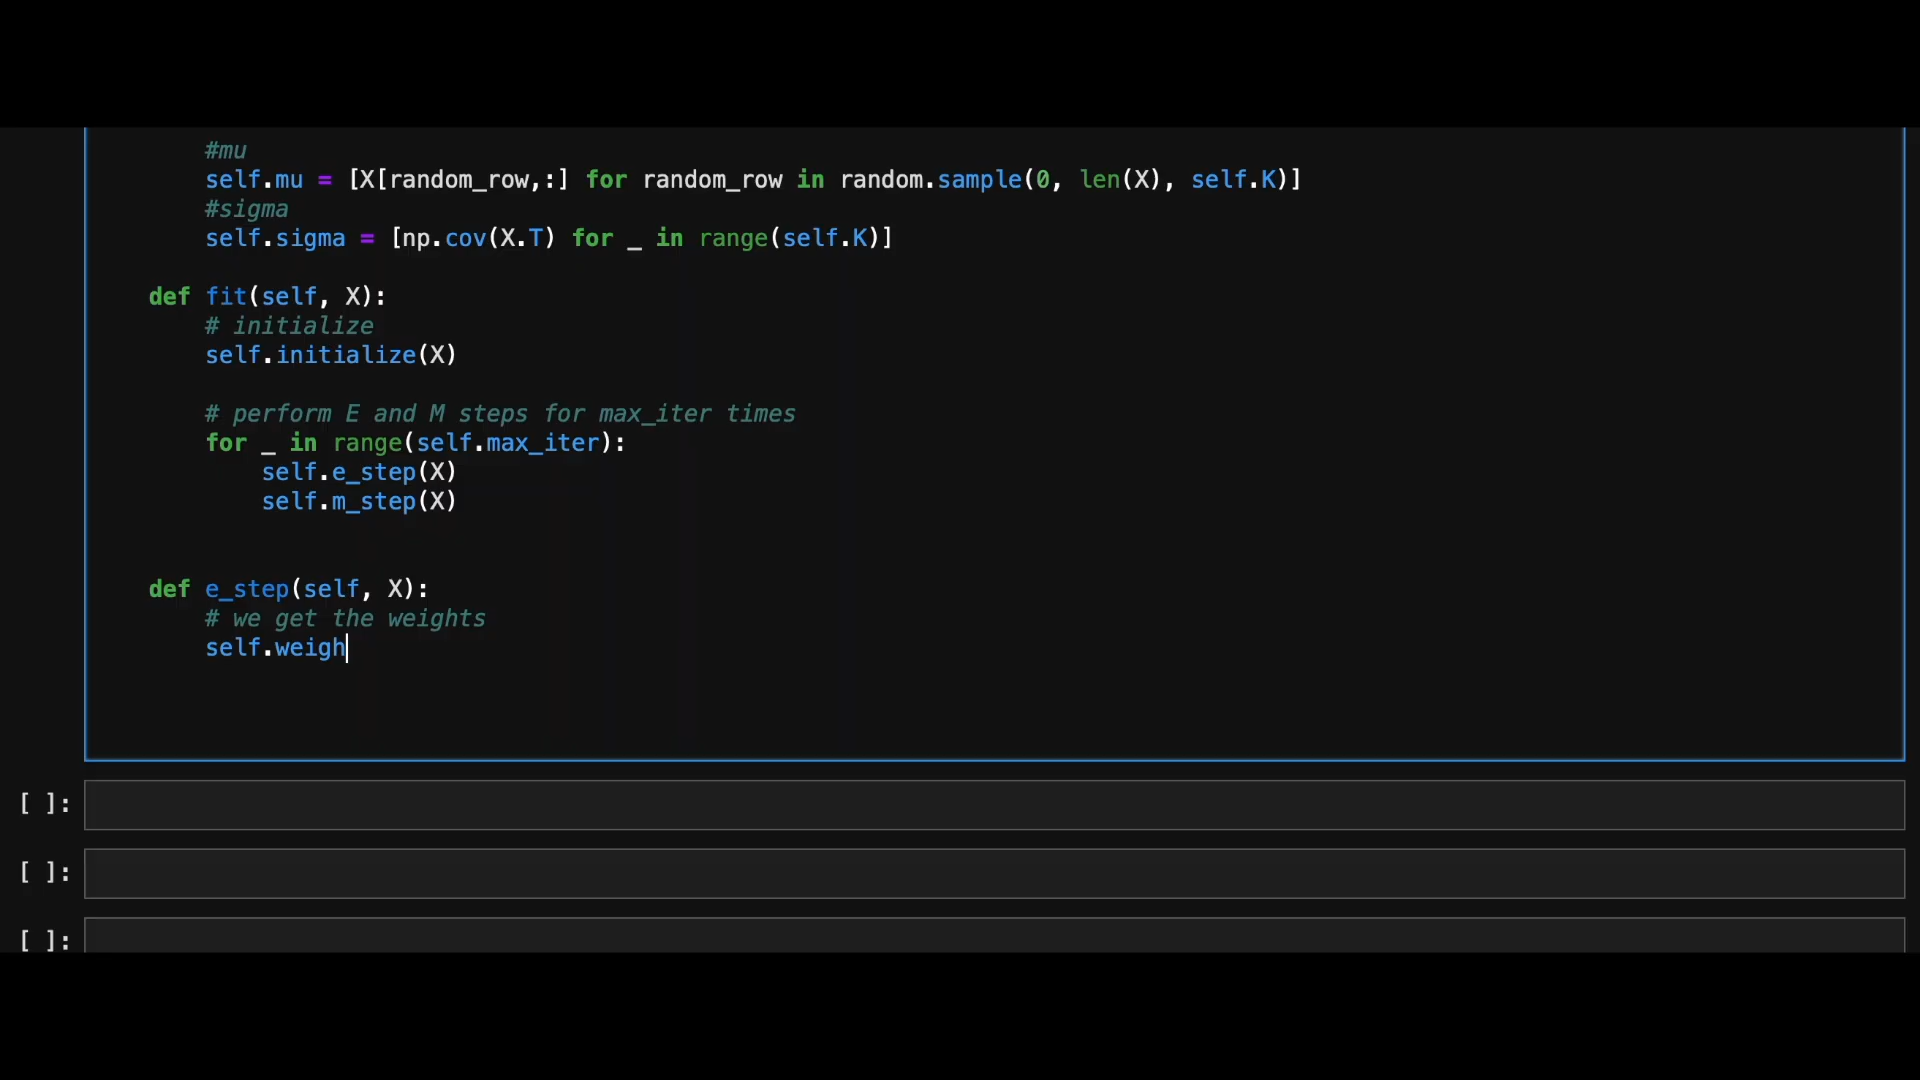 #mu
self.mu = [X[random_row,:] for random_row in random.sample(0, len(X), self.K)]
#sigma
self.sigma = [np.cov(X.T) for _ in range(self.K)]
def fit(self, X):
# initialize
self.initialize(X)
# perform E and M steps for max_iter times
for _ in range(self.max_iter):
self.e_step(X)
self.m_step(X)
def e_step(self, X):
# we get the weights
self.weigh
[ ]:
[ ]:
[ ]: